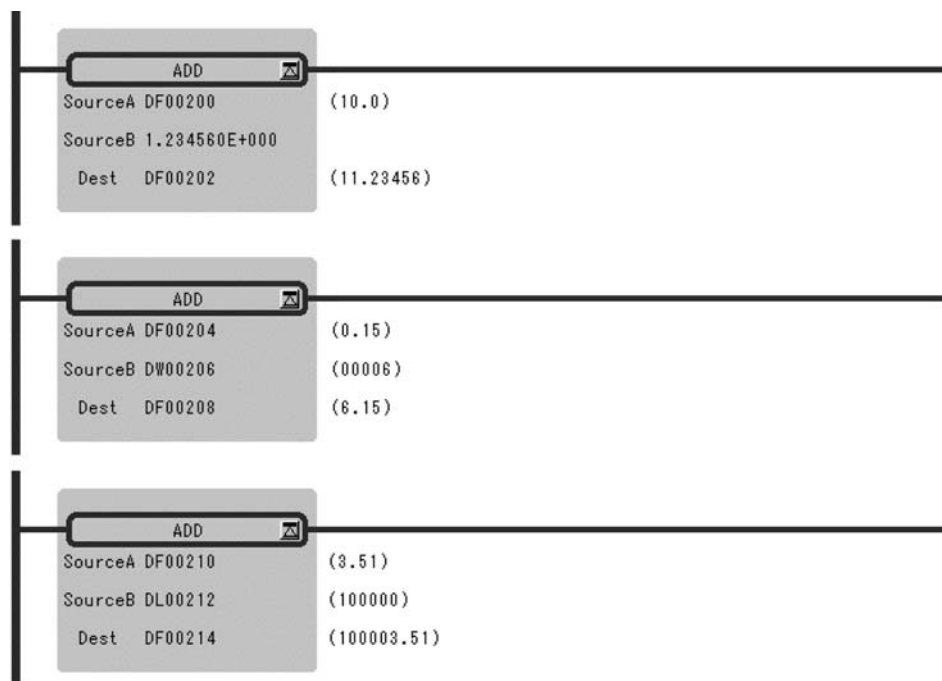 ADD
SourceA DF00200 (10.0)
SourceB 1.234560E+000
Dest DF00202 (11.23456)
ADD
SourceA DF00204 (0.15)
SourceB DW00206 (00006)
Dest DF00208 (6.15)
ADD
SourceA DF00210 (3.51)
SourceB DL00212 (100000)
Dest DF00214 (100003.51)